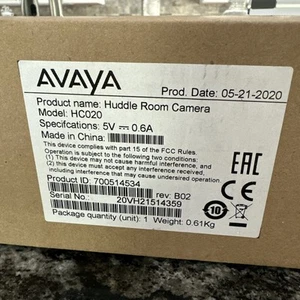 AVAYA
Prod. Date: 05-21-2020
Product name: Huddle Room Camera
Model: HC020
Specifcations: 5V 0.6A
Made in China:
This device complies with part 15 of the FCC Rules.
Operation is subject to the following two conditions:
(1) this device may not cause harmful interference, and
(2) this device must accept any interference
received, including interference that may cause
undesired operation.
Product ID:700514534
rev: B02
Serial No.:
20VH21514359
Packaging quantity (unit): 1 Weight: 0.61Kg
EAC
10